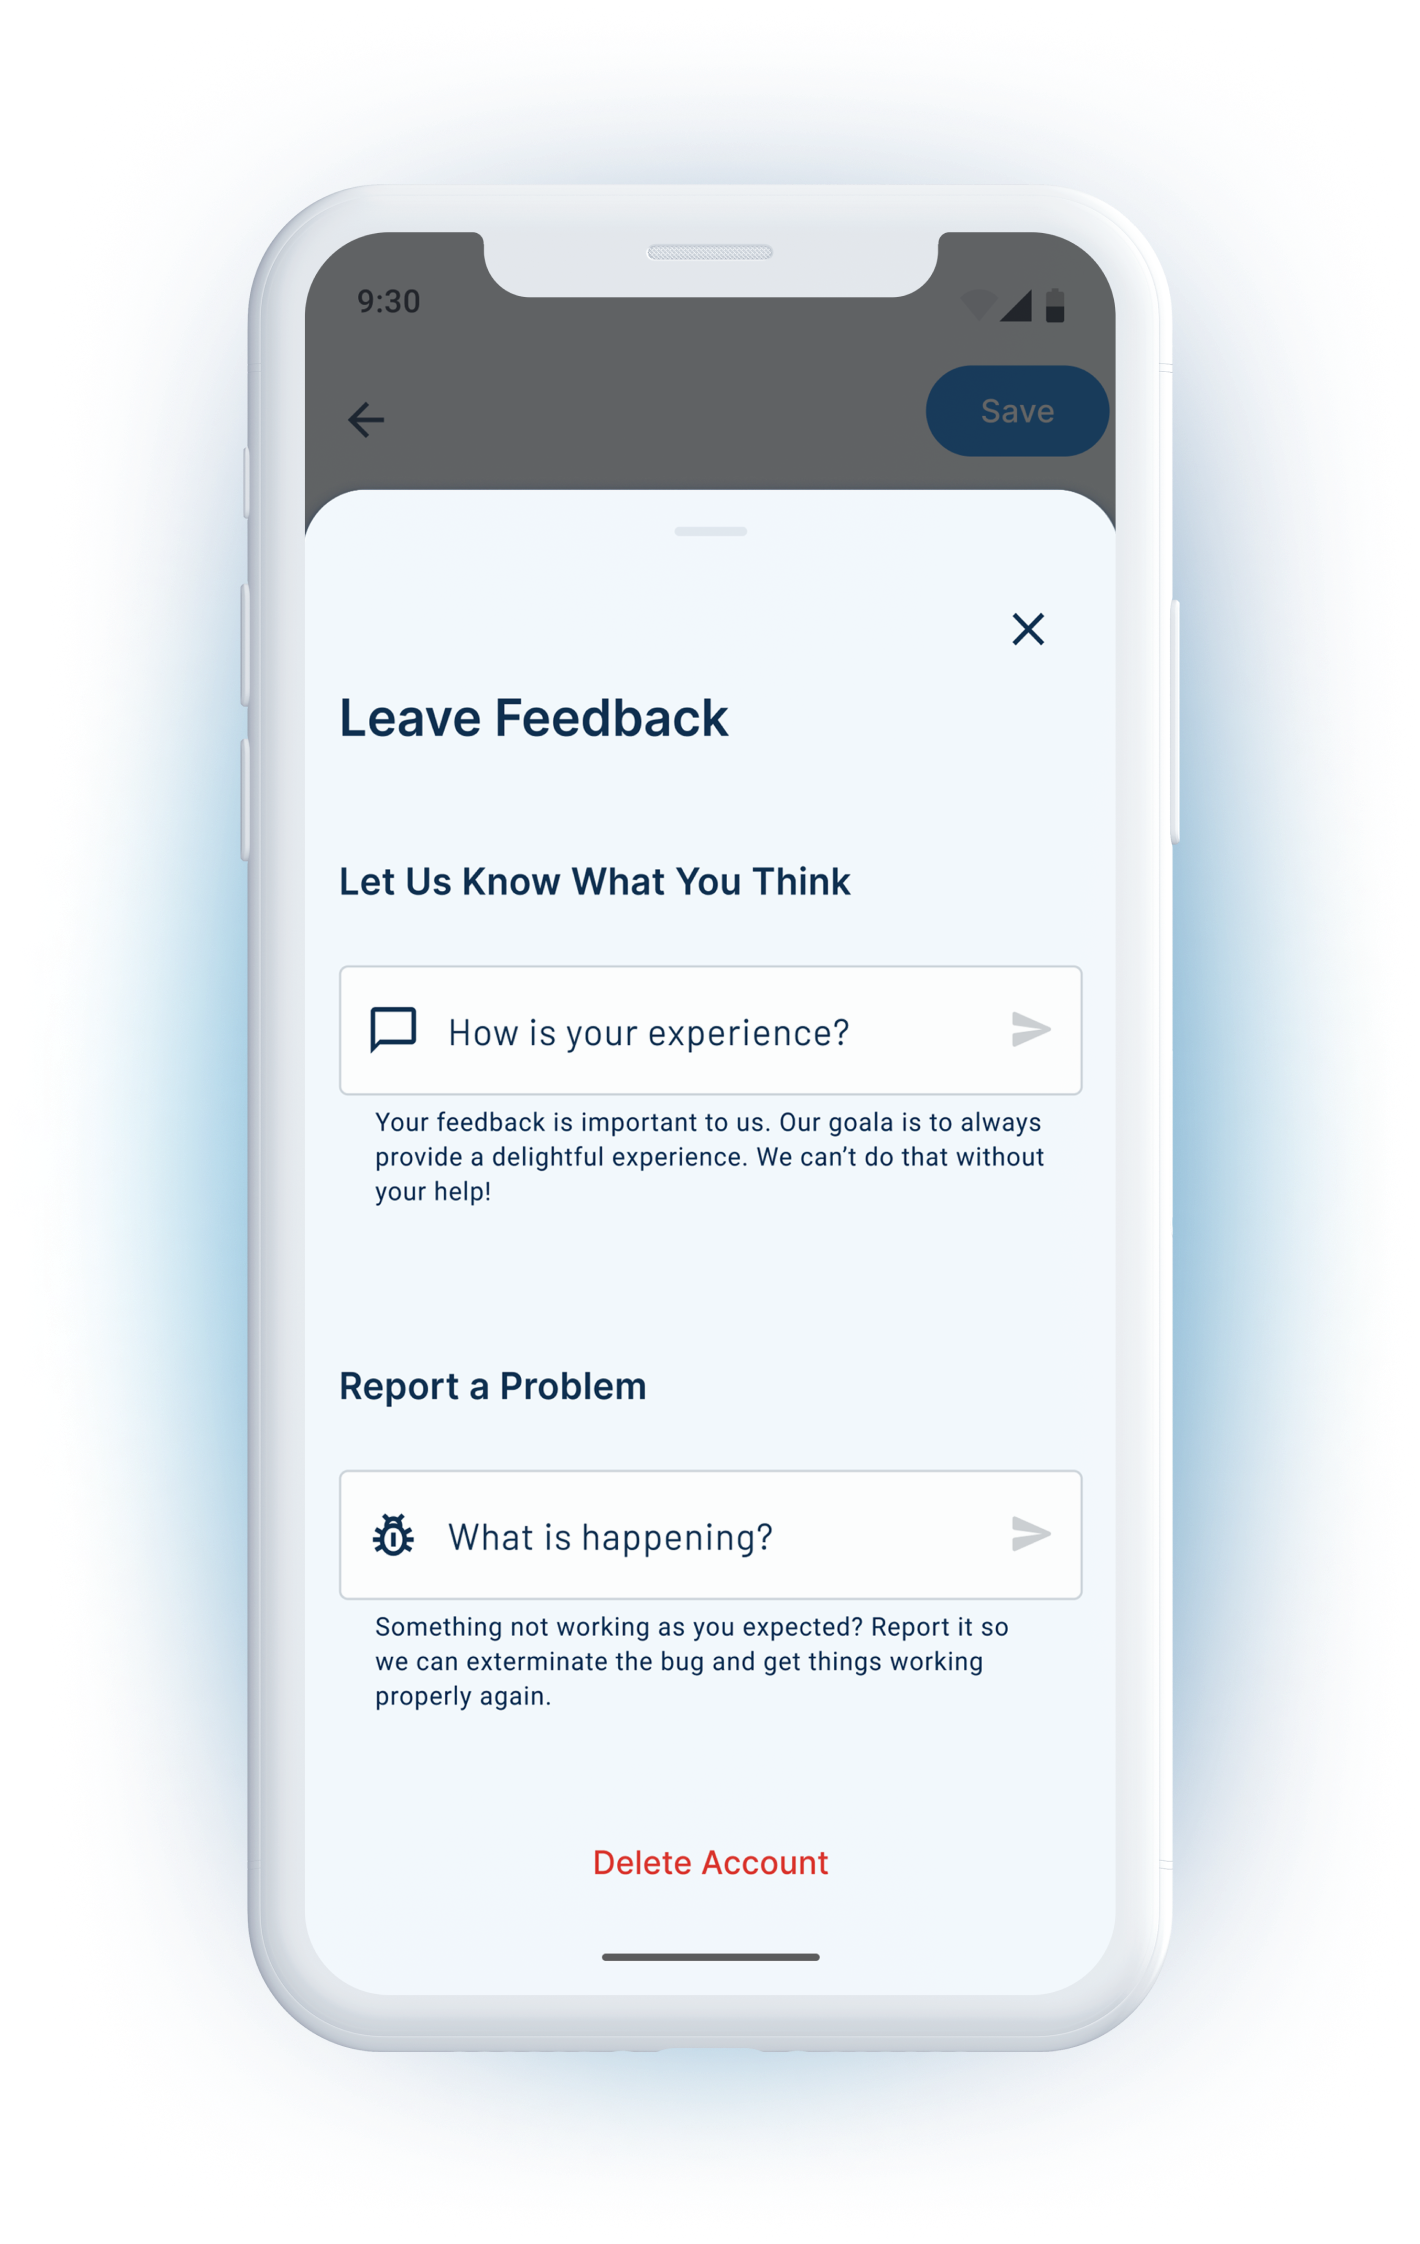 9:30
Save
Leave Feedback
Let Us Know What You Think
How is your experience?
Your feedback is important to us. Our goala is to always
provide a delightful experience. We can’t do that without
your help!
Report a Problem
What is happening?
Something not working as you expected? Report it so
we can exterminate the bug and get things working
properly again.
Delete Account